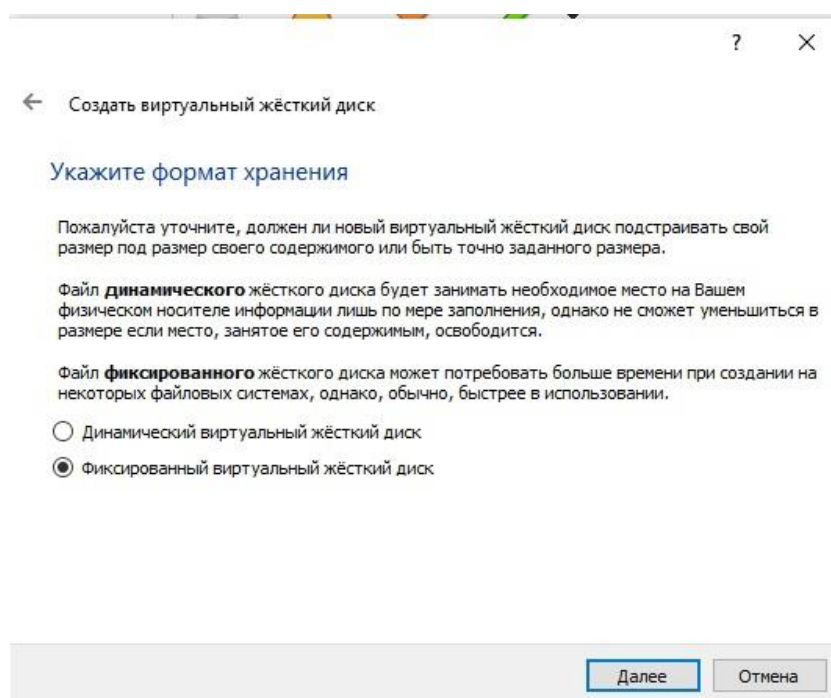 ?
Создать виртуальный жёсткий диск
Укажите формат хранения
Пожалуйста уточните, должен ли новый виртуальный жёсткий диск подстраивать свой
размер под размер своего содержимого или быть точно заданного размера.
Файл динамического жёсткого диска будет занимать необходимое место на Вашем
физическом носителе информации лишь по мере заполнения, однако не сможет уменьшиться в
размере если место, занятое его содержимым, освободится.
Файл фиксированного жёсткого диска может потребовать больше времени при создании на
некоторых файловых системах, однако, обычно, быстрее в использовании.
Динамический виртуальный жёсткий диск
Фиксированный виртуальный жёсткий диск
Далее Отмена